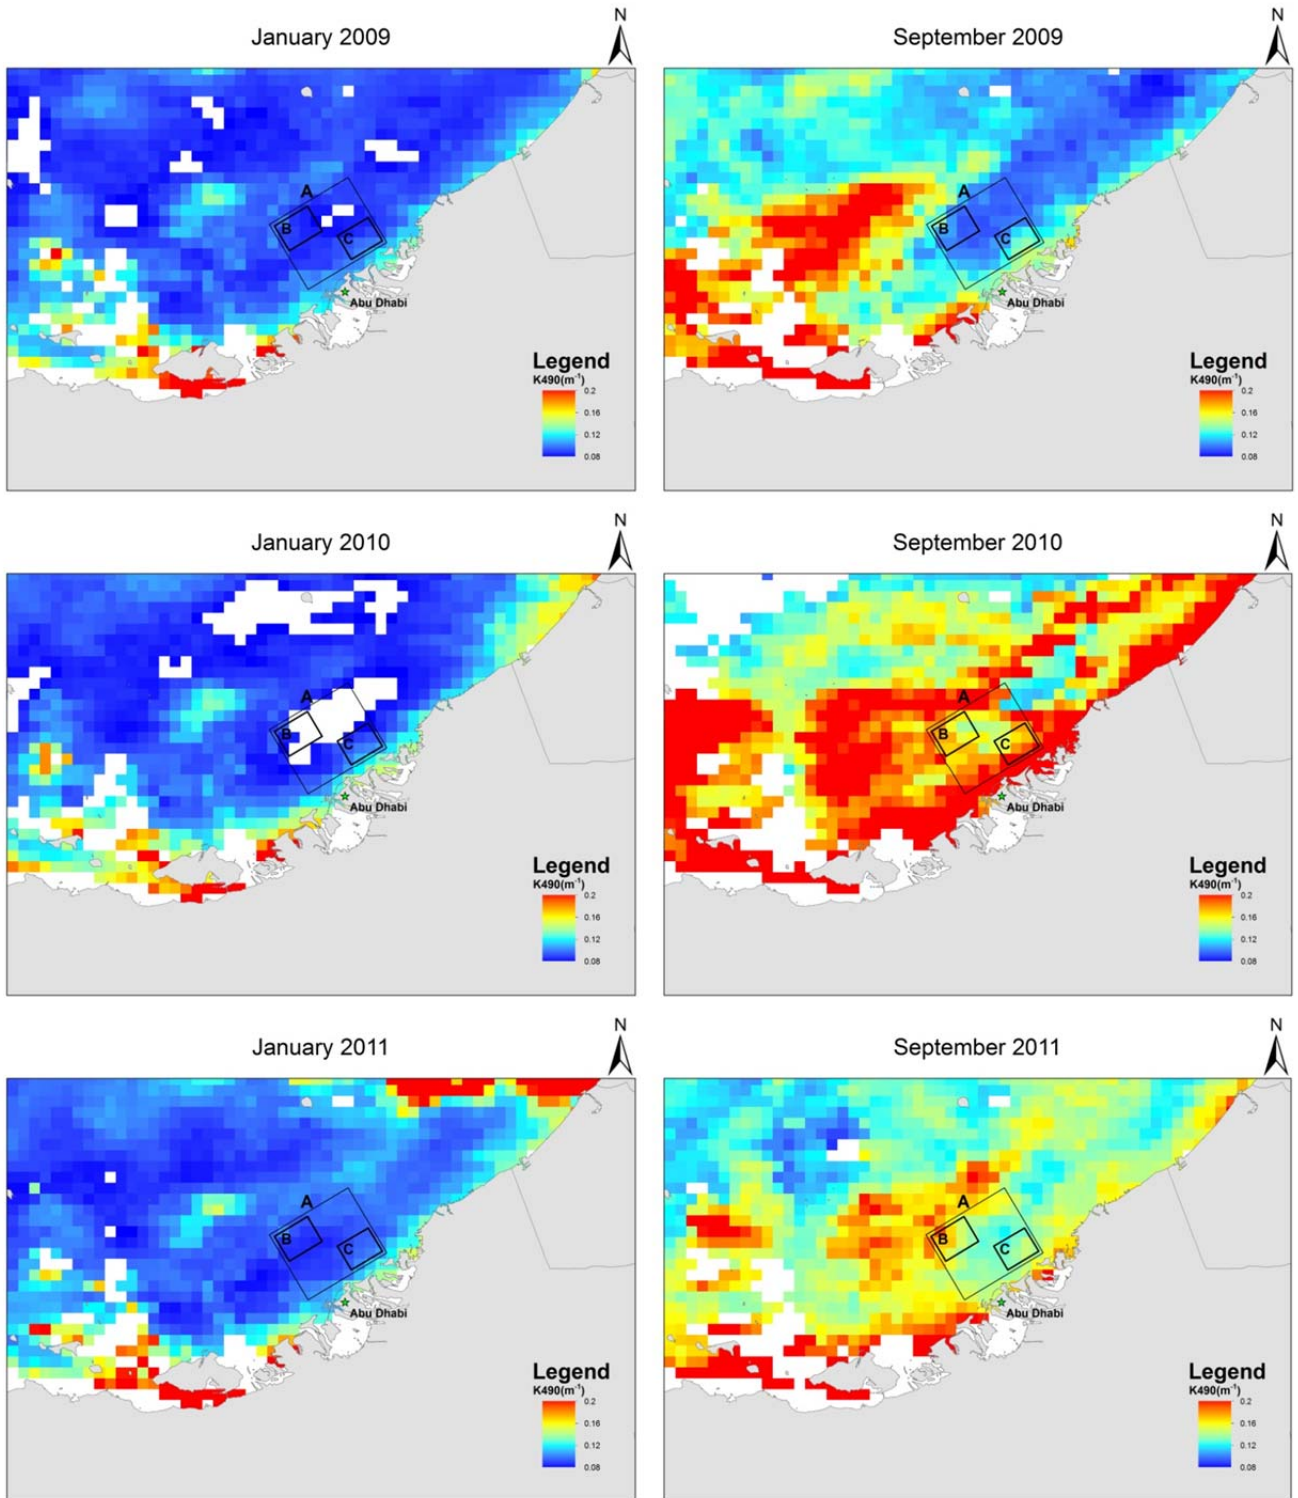 N
N
January 2009
September 2009
A
B
C
Abu Dhabi
Legend
K490(m⁻¹)
0.2
0.16
0.12
0.08
A
B
C
Abu Dhabi
Legend
K490(m⁻¹)
0.2
0.16
0.12
0.08
N
N
January 2010
September 2010
A
B
C
Abu Dhabi
Legend
K490(m⁻¹)
0.2
0.16
0.12
0.08
A
B
C
Abu Dhabi
Legend
K490(m⁻¹)
0.2
0.16
0.12
0.08
N
N
January 2011
September 2011
A
B
C
Abu Dhabi
Legend
K490(m⁻¹)
0.2
0.16
0.12
0.08
A
B
C
Abu Dhabi
Legend
K490(m⁻¹)
0.2
0.16
0.12
0.08